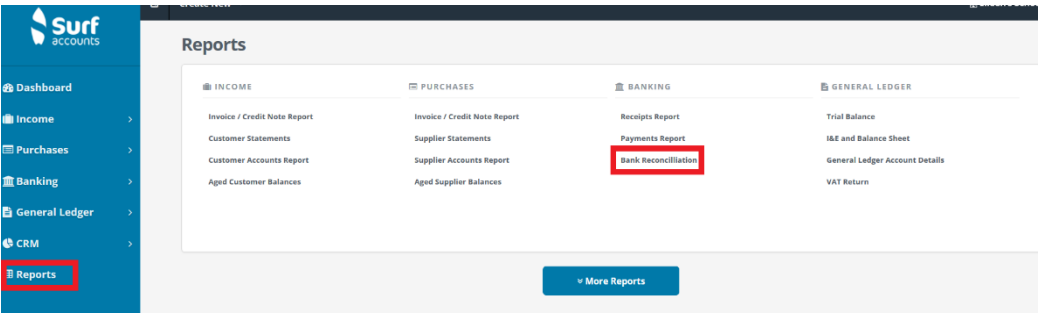 Create New
Surf
accounts
Dashboard
Income
Purchases
Banking
General Ledger
CRM
Reports
Reports
INCOME
Invoice / Credit Note Report
Customer Statements
Customer Accounts Report
Aged Customer Balances
PURCHASES
Invoice / Credit Note Report
Supplier Statements
Supplier Accounts Report
Aged Supplier Balances
BANKING
Receipts Report
Payments Report
Bank Reconcilliation
GENERAL LEDGER
Trial Balance
I&E and Balance Sheet
General Ledger Account Details
VAT Return
More Reports